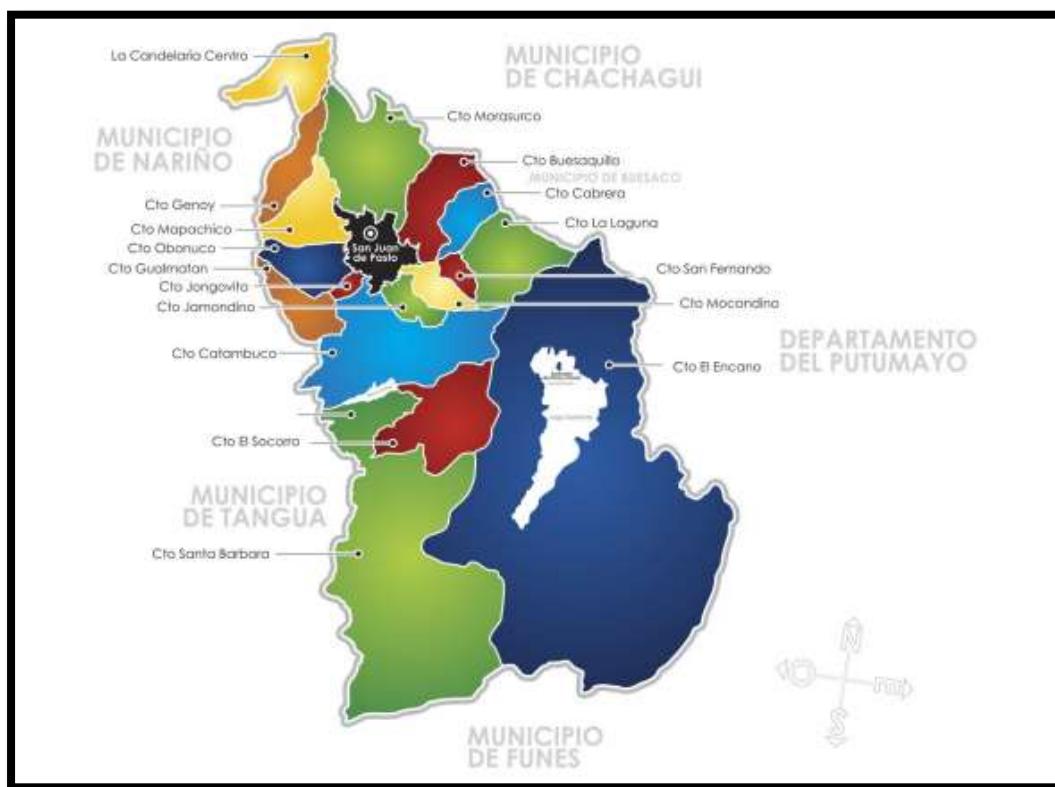 La Candelaria Centro
MUNICIPIO
DE CHACHAGUI
Cto Morasurco
MUNICIPIO
DE NARIÑO
Cto Buesaquillo
MUNICIPIO DE BUESACO
Cto Cabrera
Cto Genoy
Cto La Laguna
Cto Mapachico
Cto Obonuco
San Juan
de Pasto
Cto Gualmatan
Cto San Fernando
Cto Jongovito
Cto Mocondino
Cto Jamondino
DEPARTAMENTO
DEL PUTUMAYO
Cto Catambuco
Cto El Encano
Cto El Socorro
MUNICIPIO
DE TANGUA
Cto Santa Barbara
N
O
E
S
MUNICIPIO
DE FUNES